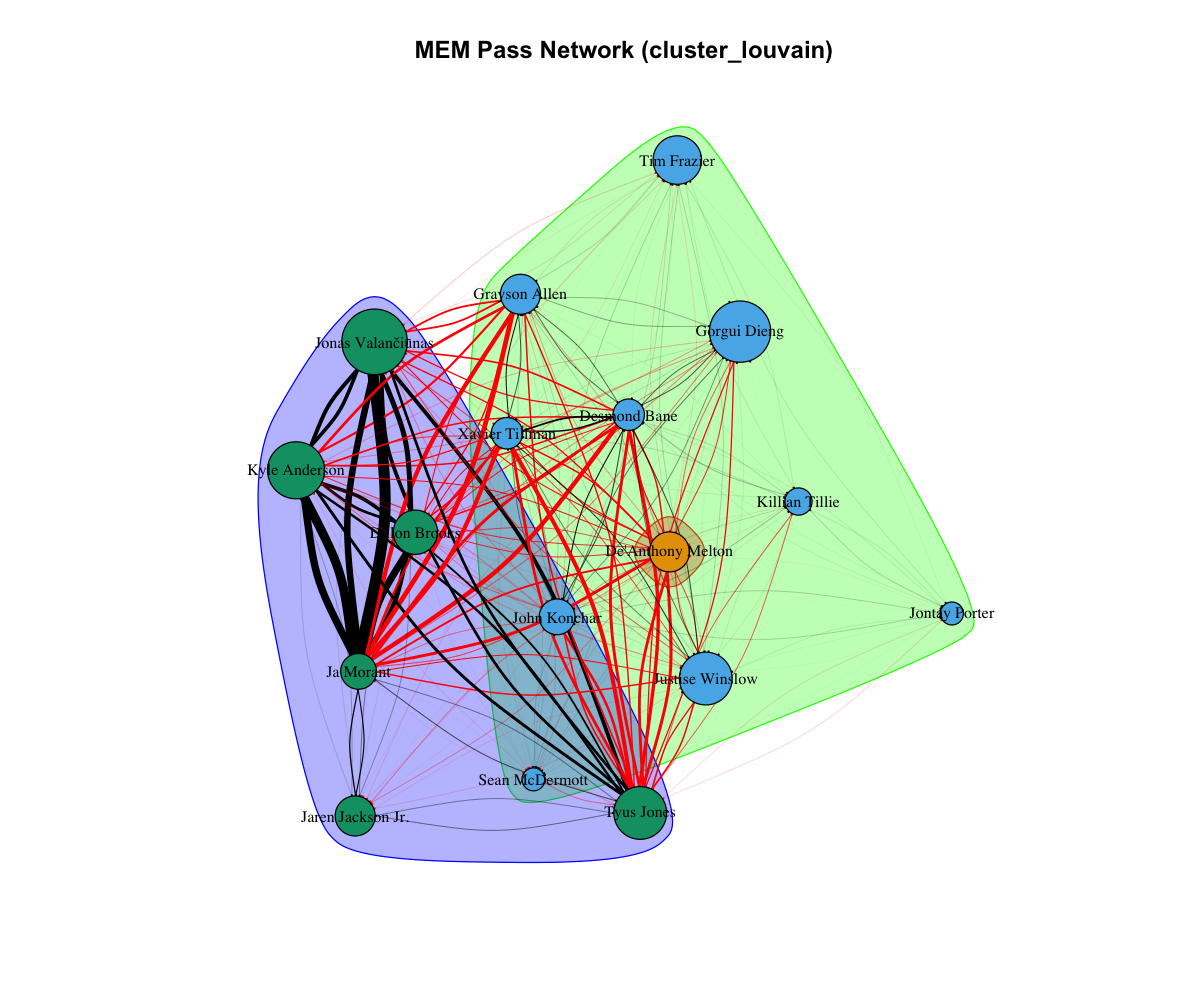 MEM Pass Network (cluster_louvain)
Tim Frazier
Grayson Allen
Gorgui Dieng
Jonas Valančiūnas
Desmond Bane
Xavier Tillman
Kyle Anderson
Killian Tillie
Dillon Brooks
De'Anthony Melton
Jontay Porter
John Konchar
Ja Morant
Justise Winslow
Sean McDermott
Tyus Jones
Jaren Jackson Jr.